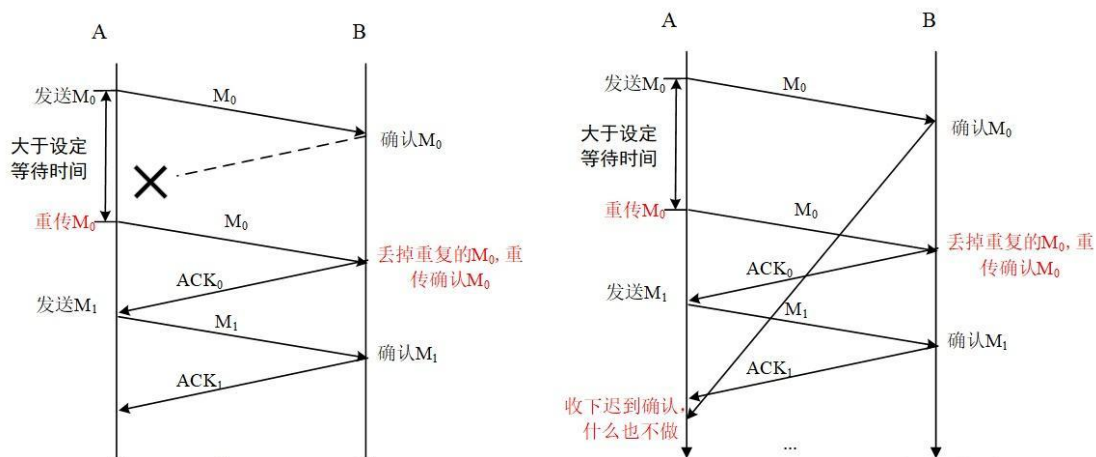 A
B
发送M₀
M₀
大于设定
等待时间
确认M₀
重传M₀
M₀
丢掉重复的M₀, 重
传确认M₀
ACK₀
发送M₁
M₁
确认M₁
ACK₁
A
B
发送M₀
M₀
大于设定
等待时间
确认M₀
重传M₀
M₀
丢掉重复的M₀, 重
传确认M₀
ACK₀
发送M₁
M₁
确认M₁
ACK₁
收下迟到确认,
什么也不做
...